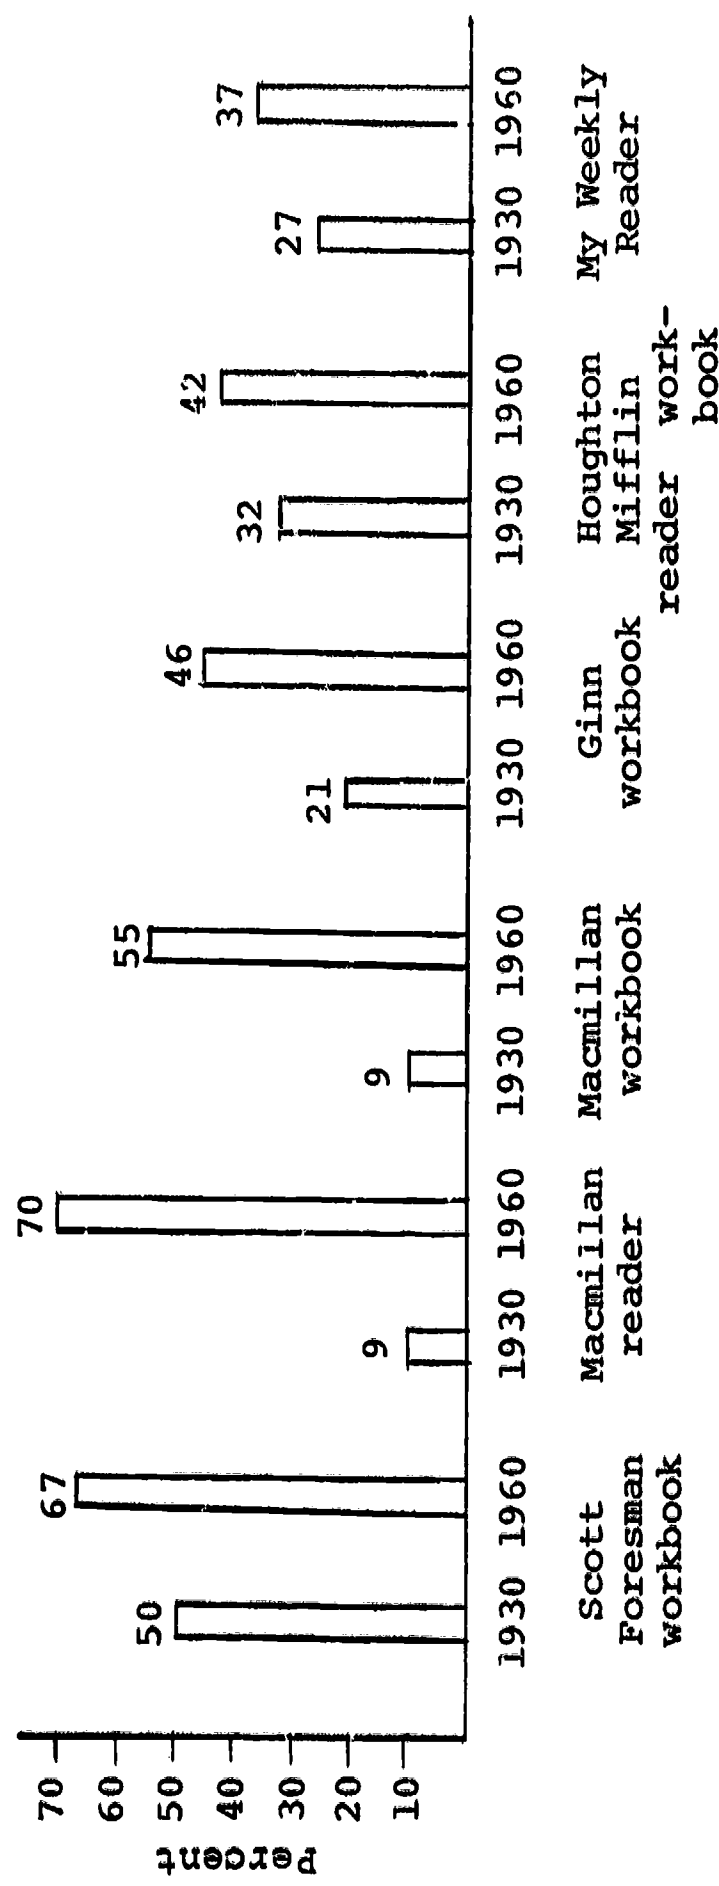 Percent
70
60
50
40
30
20
10
50
67
9
70
9
55
21
46
32
42
27
37
1930 1960 1930 1960 1930 1960 1930 1960 1930 1960 1930 1960
Scott
Foresman
workbook
Macmillan
reader
Macmillan
workbook
Ginn
workbook
Houghton
Mifflin
reader work-
book
My Weekly
Reader